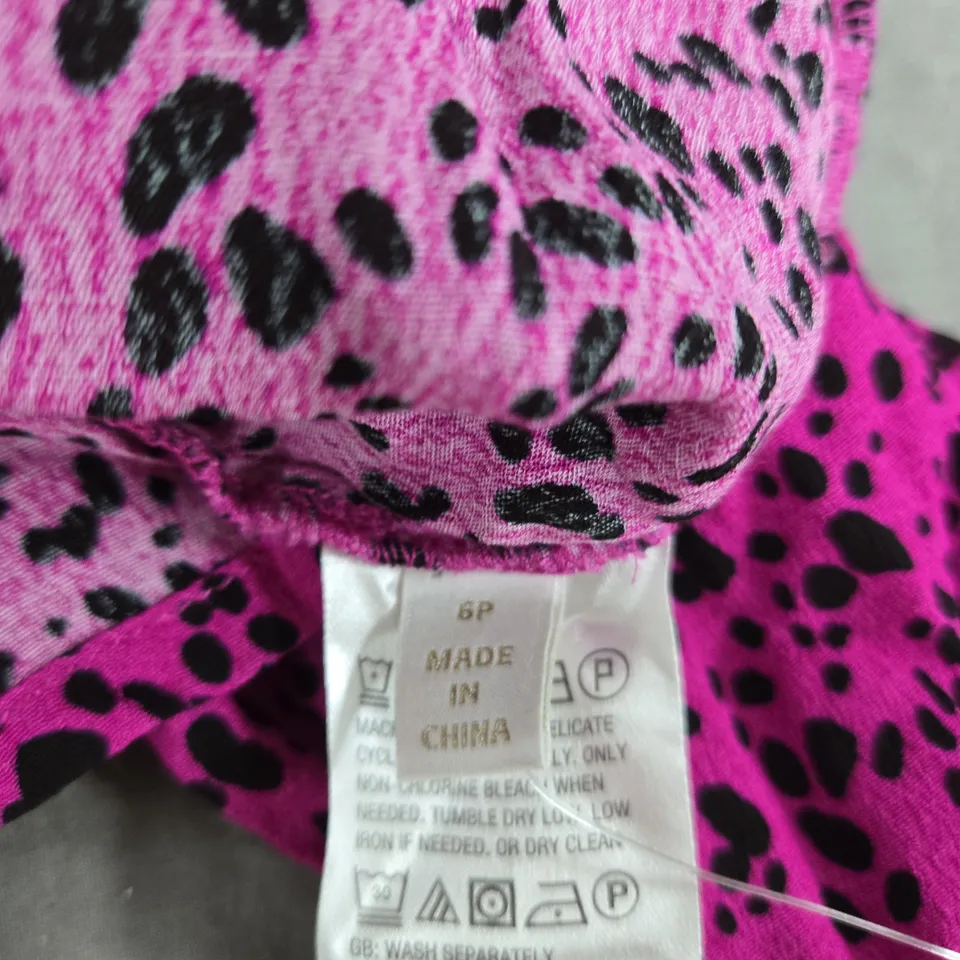 6P
MADE
IN
CHINA
P
MAC
ELICATE
CYCL
LY. ONLY
NON-CHLORINE BLEACH WHEN
NEEDED. TUMBLE DRY LOW. LOW
IRON IF NEEDED. OR DRY CLEAN
30 P
GB: WASH SEPARATELY